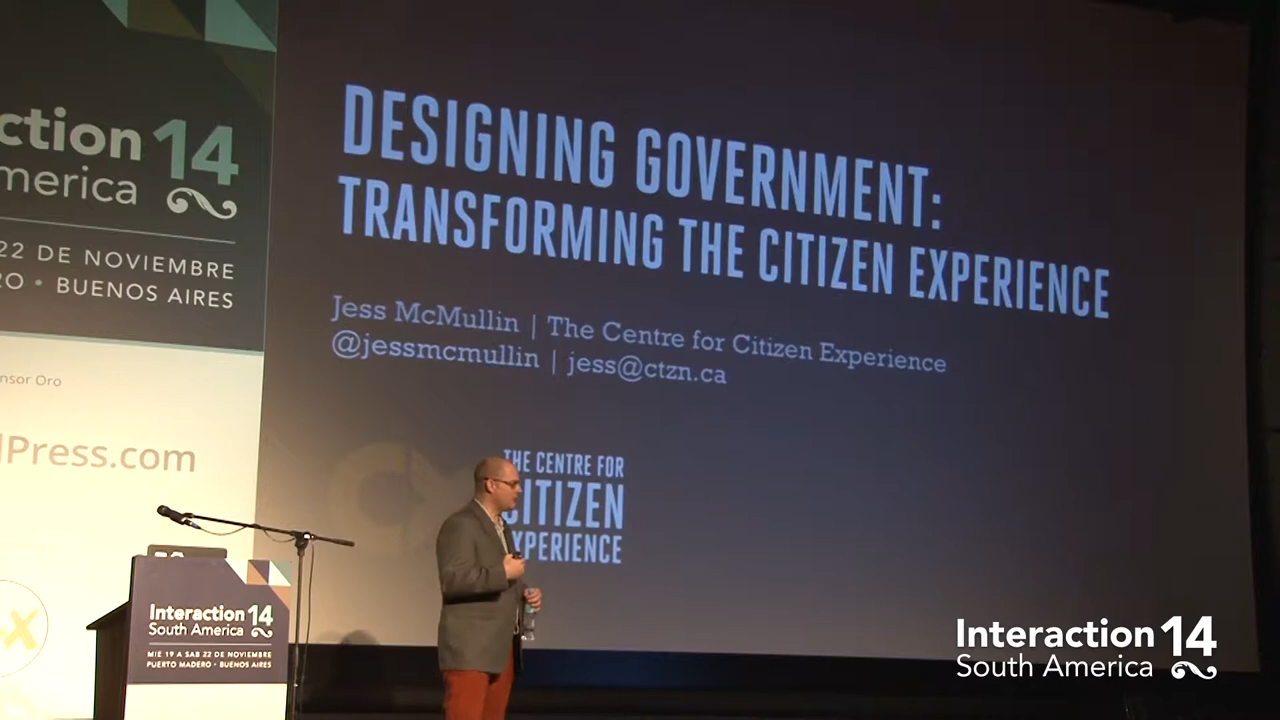 ction 14
merica
22 DE NOVIEMBRE
RO • BUENOS AIRES
nsor Oro
Press.com
DESIGNING GOVERNMENT:
TRANSFORMING THE CITIZEN EXPERIENCE
Jess McMullin | The Centre for Citizen Experience
@jessmcmullin | jess@ctzn.ca
THE CENTRE FOR
CITIZEN
EXPERIENCE
Interaction 14
South America
MIE 19 A SAB 22 DE NOVIEMBRE
PUERTO MADERO • BUENOS AIRES
x
Interaction 14
South America